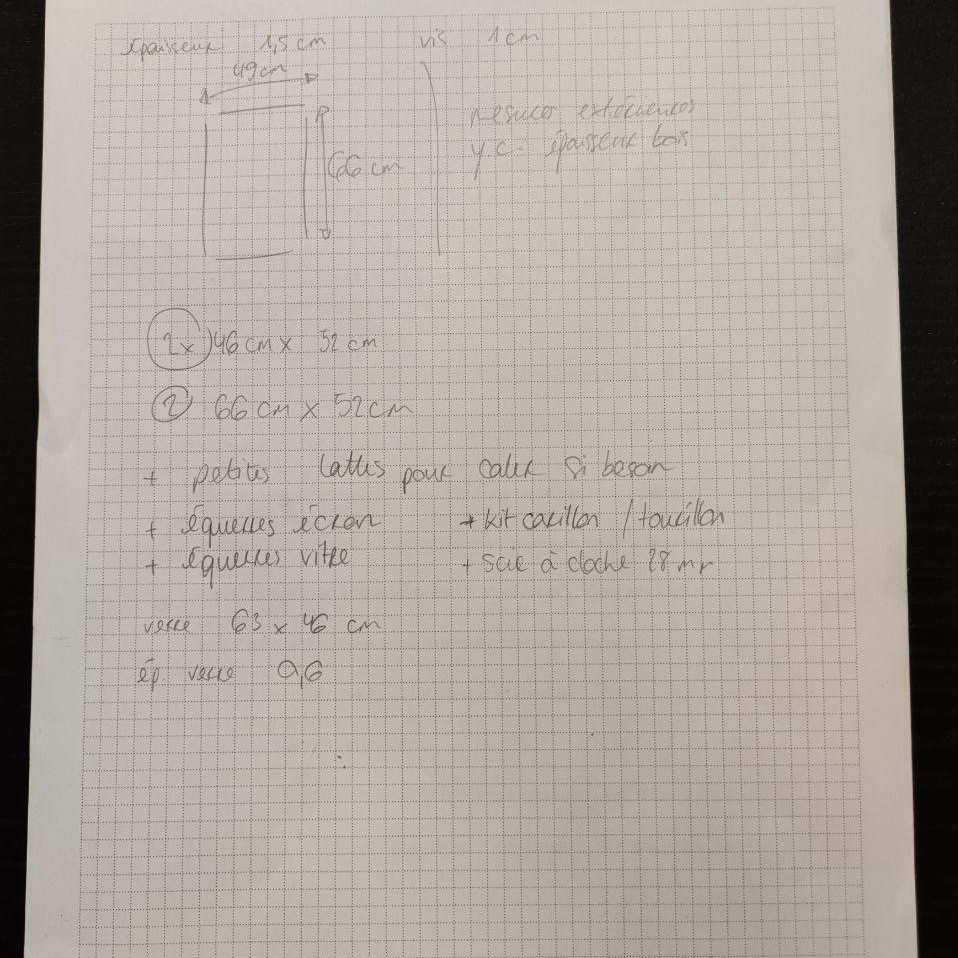 épaisseur 1,5 cm vis 1 cm
49 cm
66 cm
mesures extérieures
y c. épaisseur bois
2x 46 cm x 52 cm
2 66 cm x 52 cm
+ petites lattes pour caler si besoin
+ équerres écran + kit / tourillon
+ équerres vitre + scie à cloche 28 mm
verre 63 x 46 cm
ép verre 0,6